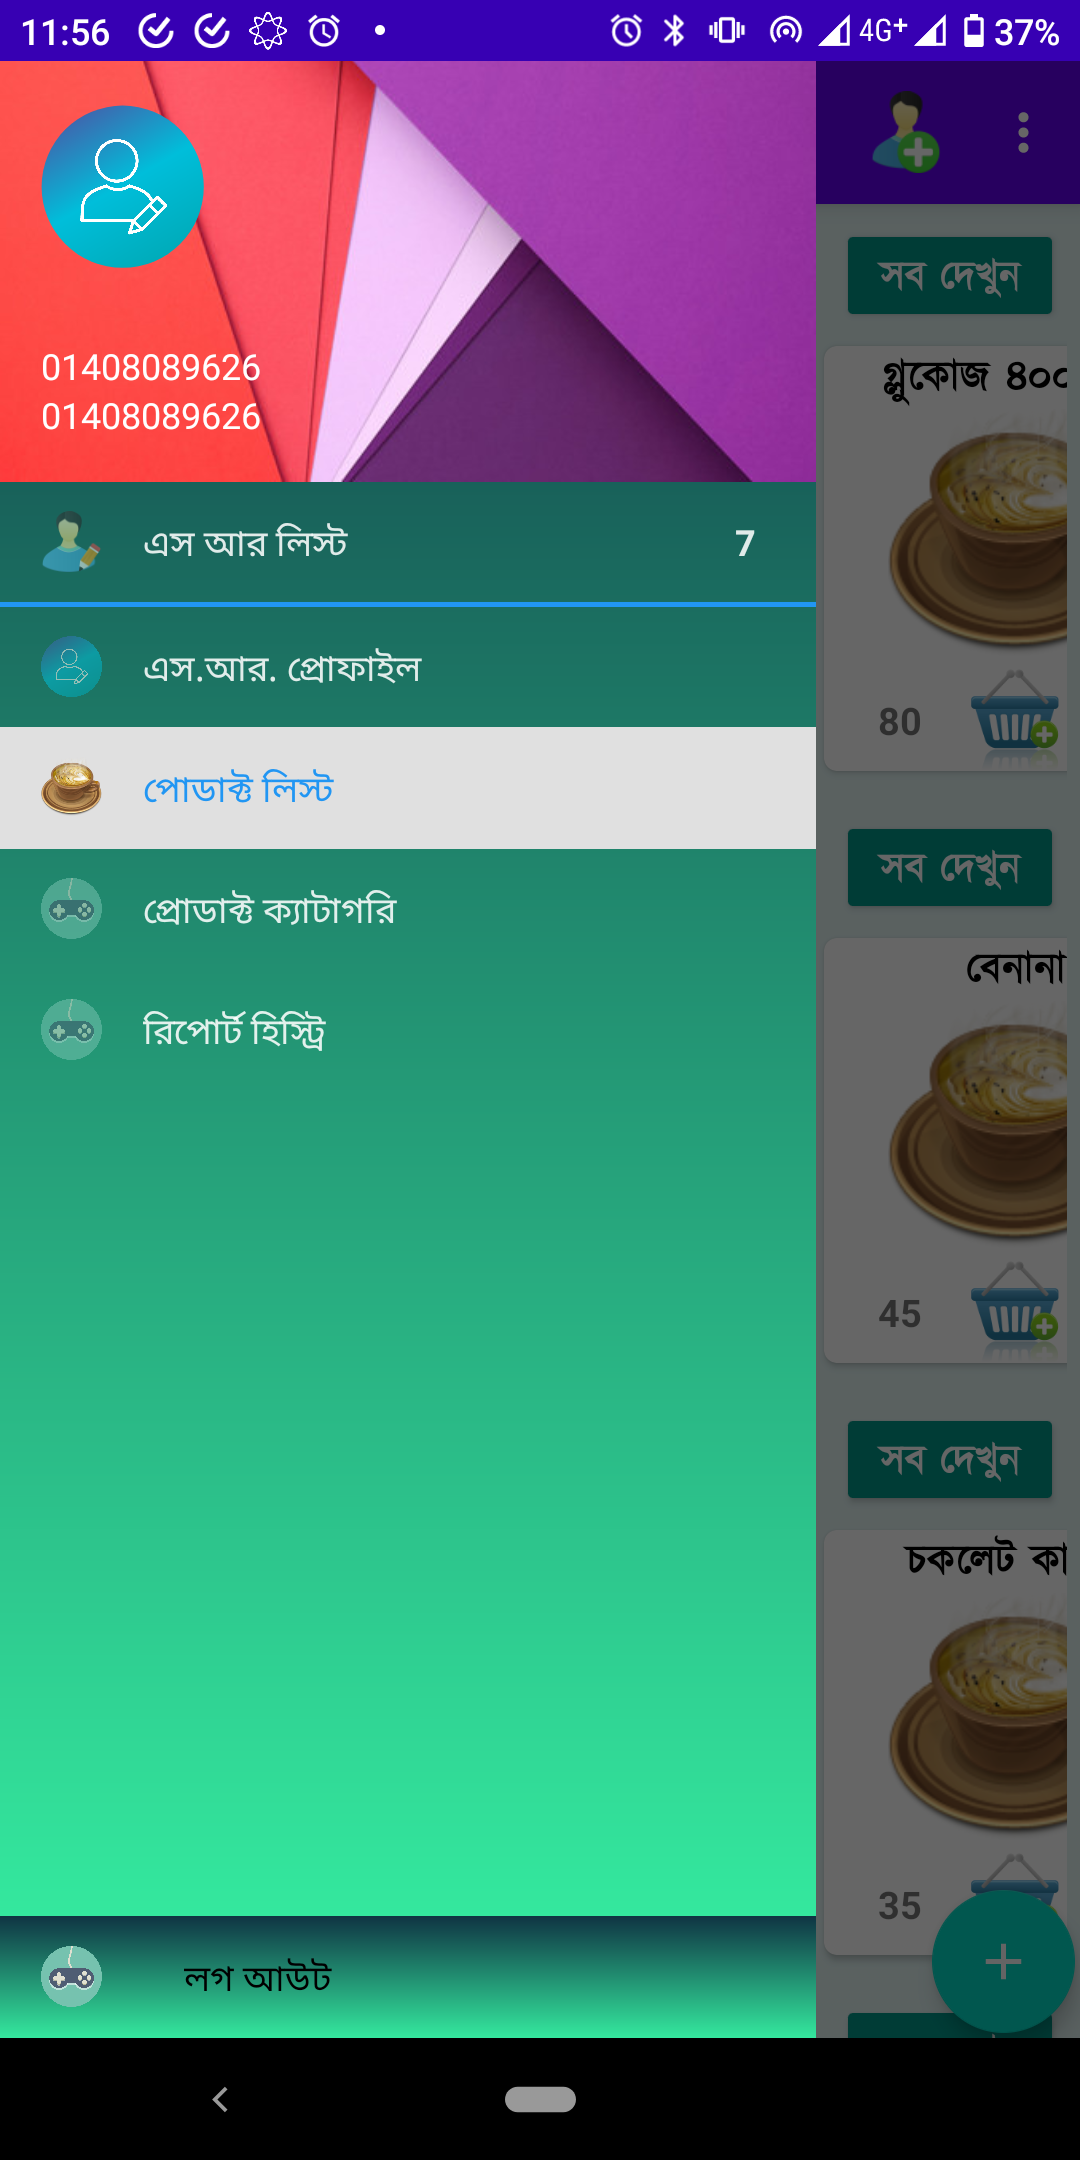 11:56 4G+ 37%
01408089626
01408089626
এস আর লিস্ট 7
এস.আর. প্রোফাইল
পোডাক্ট লিস্ট
প্রোডাক্ট ক্যাটাগরি
রিপোর্ট হিস্ট্রি
লগ আউট
সব দেখুন
গ্লুকোজ ৪০০
80
সব দেখুন
বেনানা
45
সব দেখুন
চকলেট কা
35